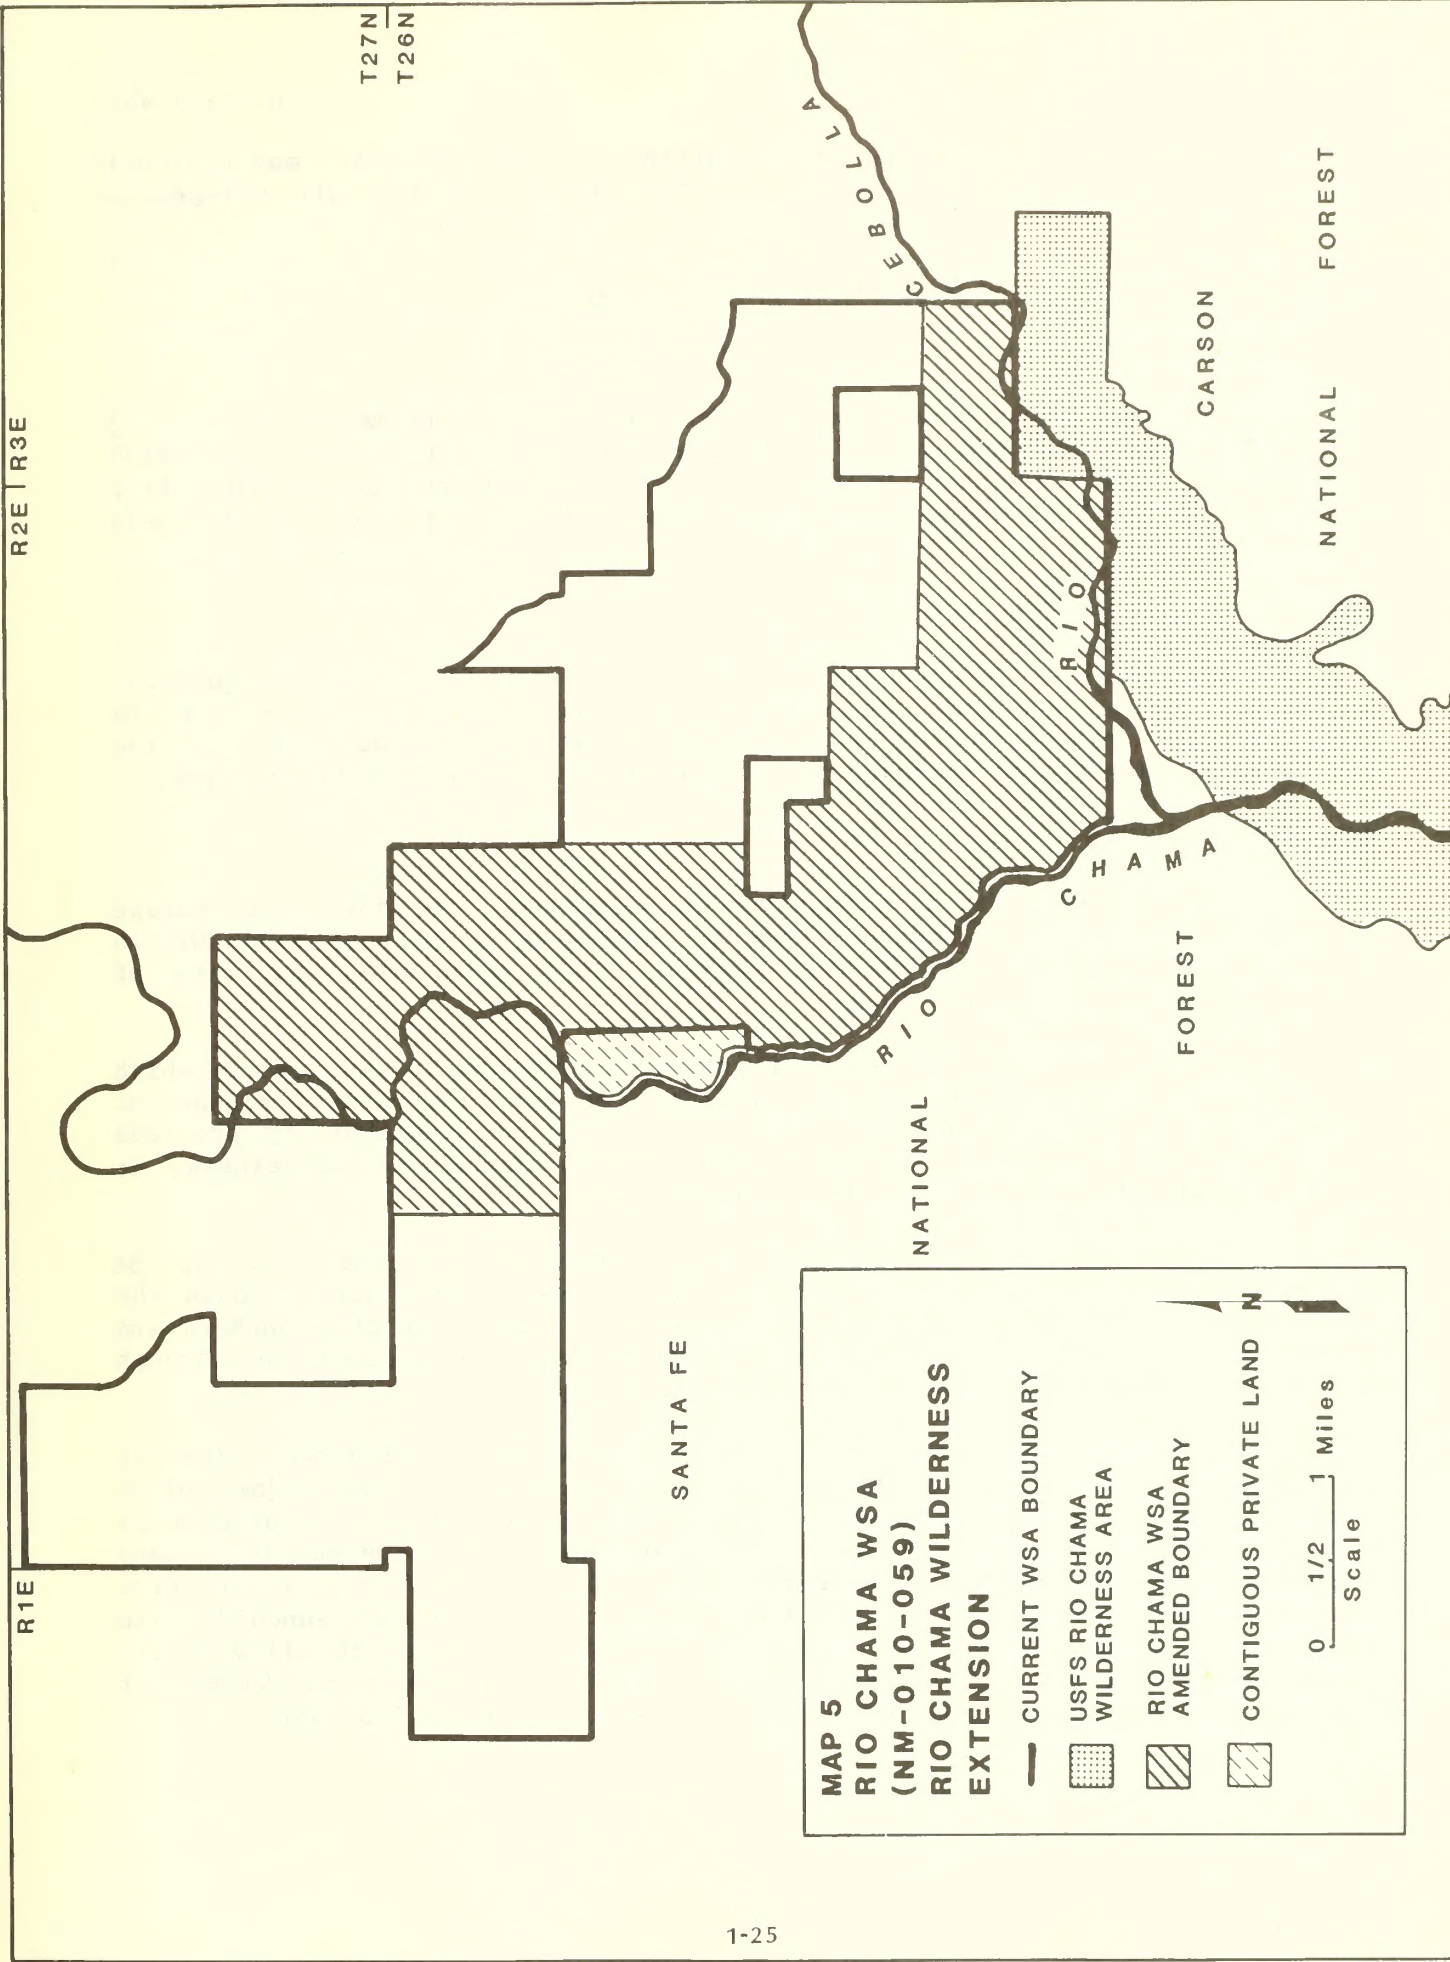 R1E
R2E | R3E
T27N
T26N
RIO CEBOLLA
RIO CHAMA
SANTA FE
NATIONAL
FOREST
CARSON
NATIONAL FOREST
MAP 5
RIO CHAMA WSA
(NM-010-059)
RIO CHAMA WILDERNESS
EXTENSION
CURRENT WSA BOUNDARY
USFS RIO CHAMA
WILDERNESS AREA
RIO CHAMA WSA
AMENDED BOUNDARY
CONTIGUOUS PRIVATE LAND
N
0 1/2 1 Miles
Scale
1-25